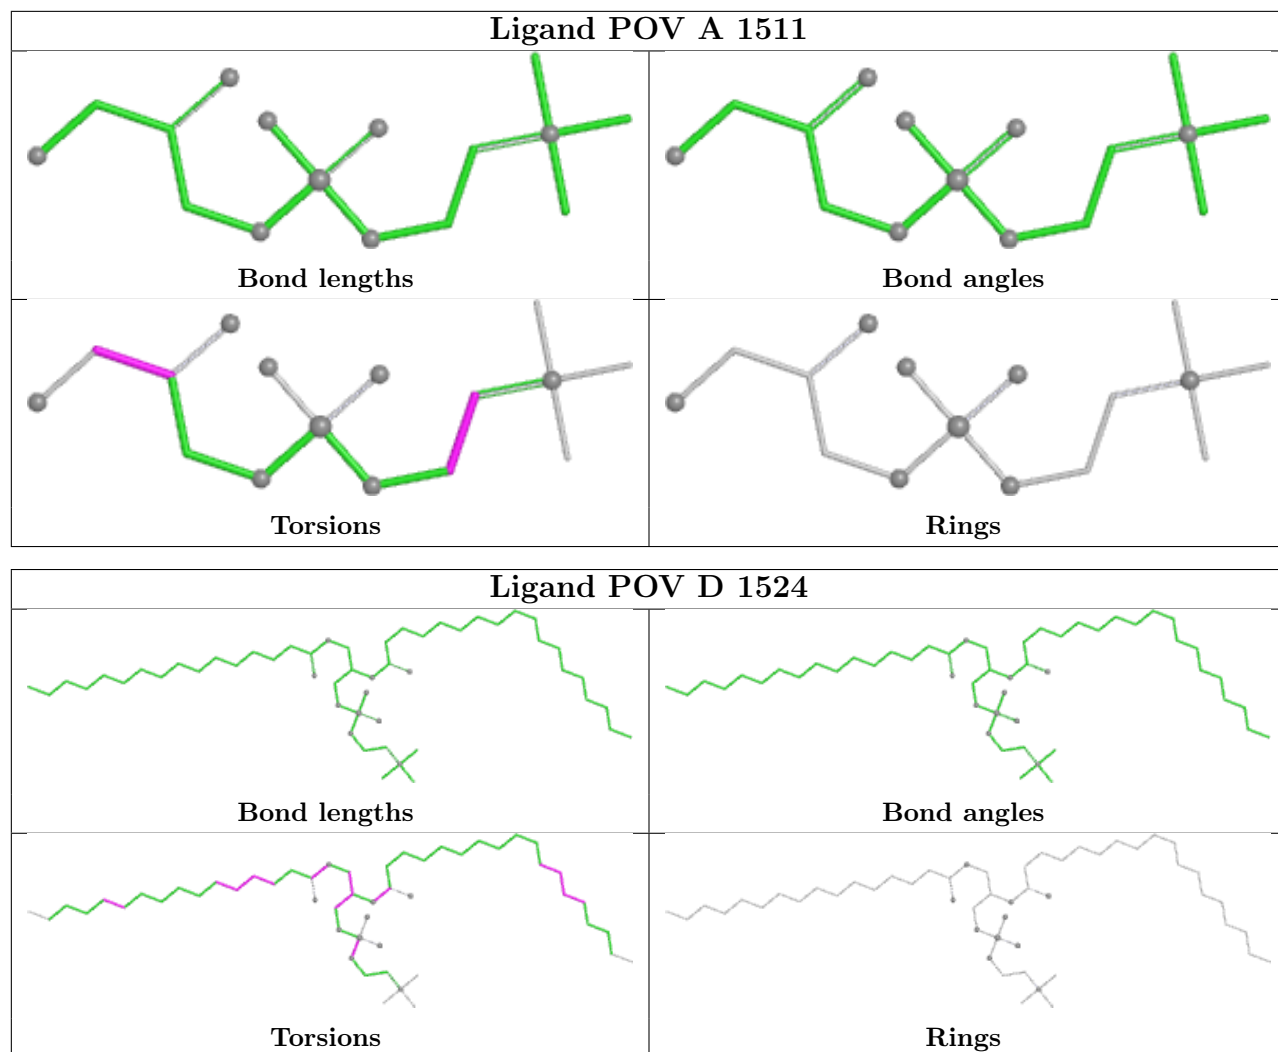 Ligand POV A 1511
Bond lengths
Bond angles
Torsions
Rings
Ligand POV D 1524
Bond lengths
Bond angles
Torsions
Rings